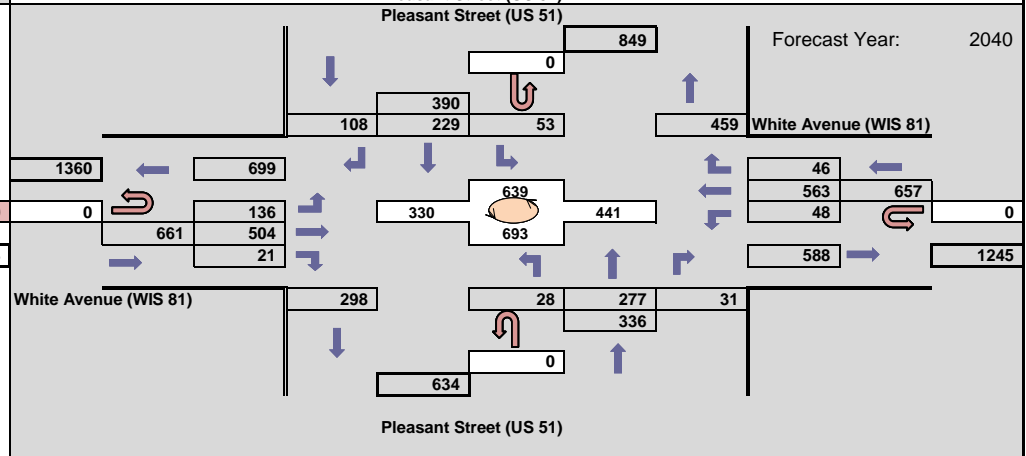 Pleasant Street (US 51)
849
Forecast Year: 2040
0
390
108 229 53 459 White Avenue (WIS 81)
1360 699 46
639
563 657
0 136 330 441 48 0
661 504 693
21 588 1245
White Avenue (WIS 81) 298 28 277 31
336
0
634
Pleasant Street (US 51)